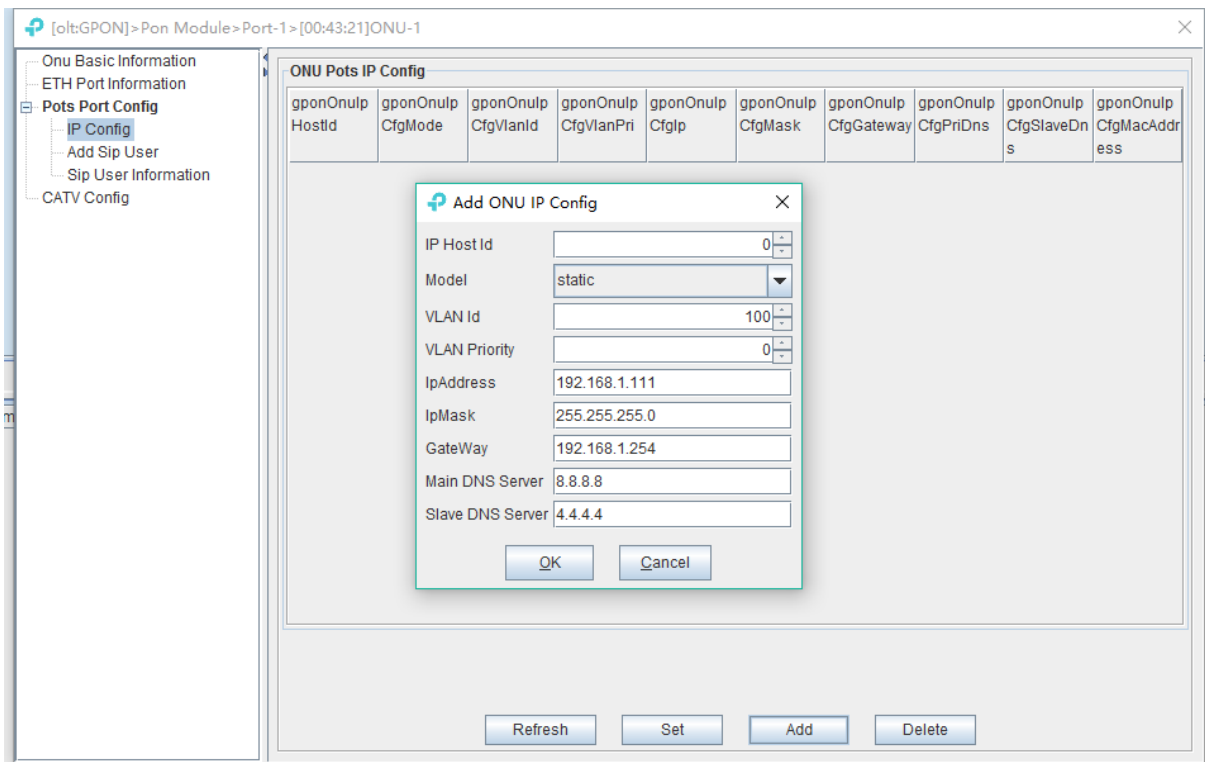 [olt:GPON]>Pon Module>Port-1>[00:43:21]ONU-1
Onu Basic Information
ETH Port Information
Pots Port Config
IP Config
Add Sip User
Sip User Information
CATV Config
ONU Pots IP Config
gponOnuIp gponOnuIp gponOnuIp gponOnuIp gponOnuIp gponOnuIp gponOnuIp gponOnuIp gponOnuIp gponOnuIp
HostId CfgMode CfgVlanId CfgVlanPri CfgIp CfgMask CfgGateway CfgPriDns CfgSlaveDn CfgMacAddr
s ess
Add ONU IP Config
IP Host Id 0
Model static
VLAN Id 100
VLAN Priority 0
IpAddress 192.168.1.111
IpMask 255.255.255.0
GateWay 192.168.1.254
Main DNS Server 8.8.8.8
Slave DNS Server 4.4.4.4
OK Cancel
m
Refresh Set Add Delete